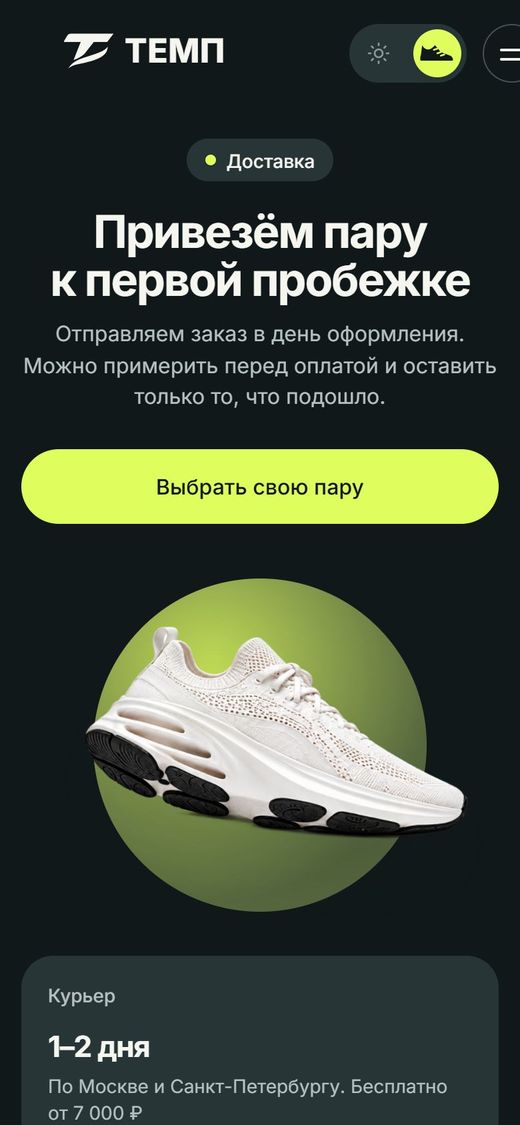 ТЕМП
Доставка
Привезём пару
к первой пробежке
Отправляем заказ в день оформления.
Можно примерить перед оплатой и оставить
только то, что подошло.
Выбрать свою пару
Курьер
1–2 дня
По Москве и Санкт-Петербургу. Бесплатно
от 7 000 ₽